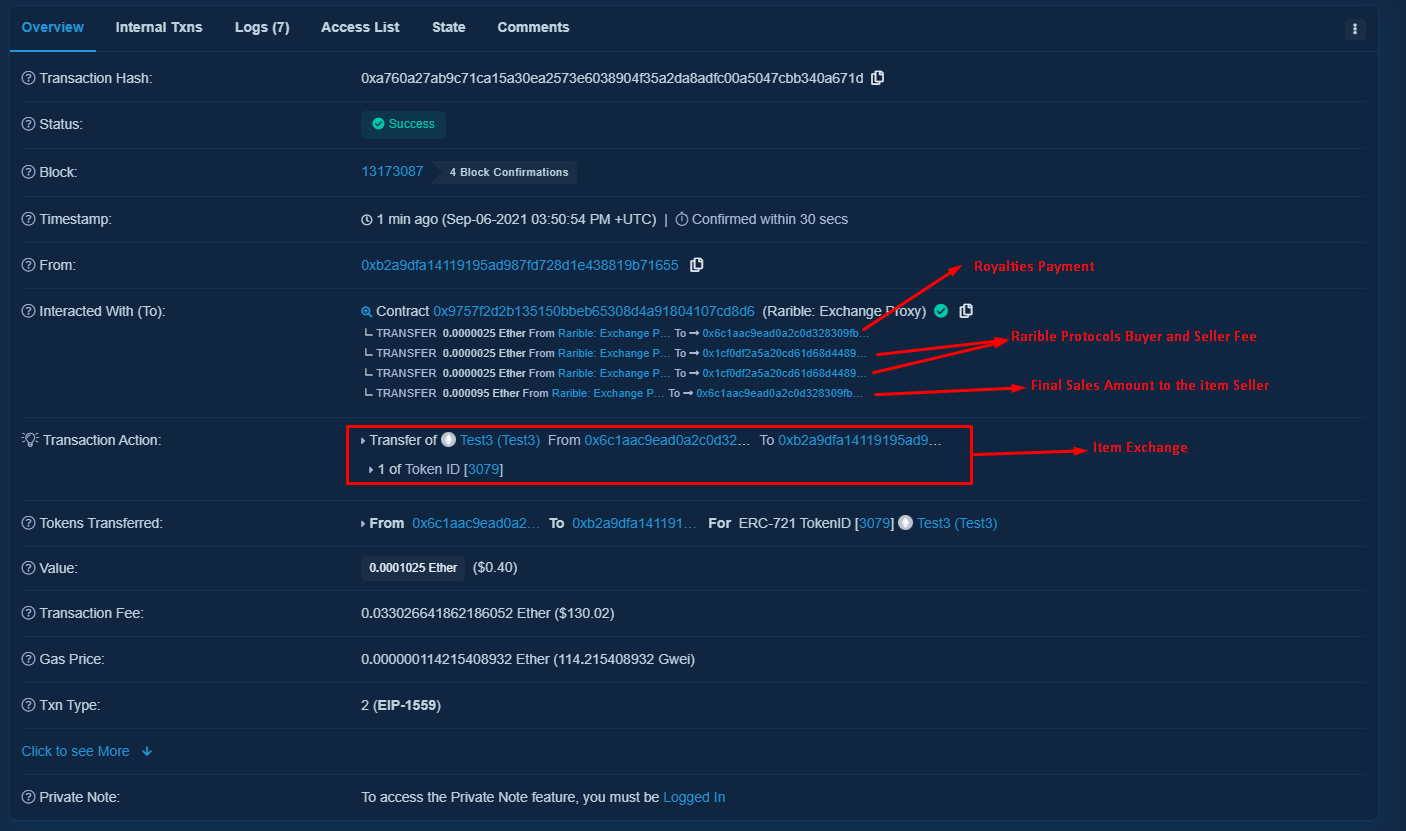 Overview Internal Txns Logs (7) Access List State Comments
Transaction Hash: 0xa760a27ab9c71ca15a30ea2573e6038904f35a2da8adfc00a5047cbb340a671d
Status: Success
Block: 13173087 4 Block Confirmations
Timestamp: 1 min ago (Sep-06-2021 03:50:54 PM +UTC) | Confirmed within 30 secs
From: 0xb2a9dfa14119195ad987fd728d1e438819b71655
Royalties Payment
Interacted With (To): Contract 0x9757f2d2b135150bbeb65308d4a91804107cd8d6 (Rarible: Exchange Proxy)
TRANSFER 0.0000025 Ether From Rarible: Exchange P... To → 0x6c1aac9ead0a2c0d328309fb...
Rarible Protocols Buyer and Seller Fee
TRANSFER 0.0000025 Ether From Rarible: Exchange P... To → 0x1cf0df2a5a20cd61d68d4489...
TRANSFER 0.0000025 Ether From Rarible: Exchange P... To → 0x1cf0df2a5a20cd61d68d4489...
Final Sales Amount to the item Seller
TRANSFER 0.000095 Ether From Rarible: Exchange P... To → 0x6c1aac9ead0a2c0d328309fb...
Transaction Action: Transfer of Test3 (Test3) From 0x6c1aac9ead0a2c0d32... To 0xb2a9dfa14119195ad9...
Item Exchange
1 of Token ID [3079]
Tokens Transferred: From 0x6c1aac9ead0a2... To 0xb2a9dfa141191... For ERC-721 TokenID [3079] Test3 (Test3)
Value: 0.0001025 Ether ($0.40)
Transaction Fee: 0.033026641862186052 Ether ($130.02)
Gas Price: 0.000000114215408932 Ether (114.215408932 Gwei)
Txn Type: 2 (EIP-1559)
Click to see More ↓
Private Note: To access the Private Note feature, you must be Logged In